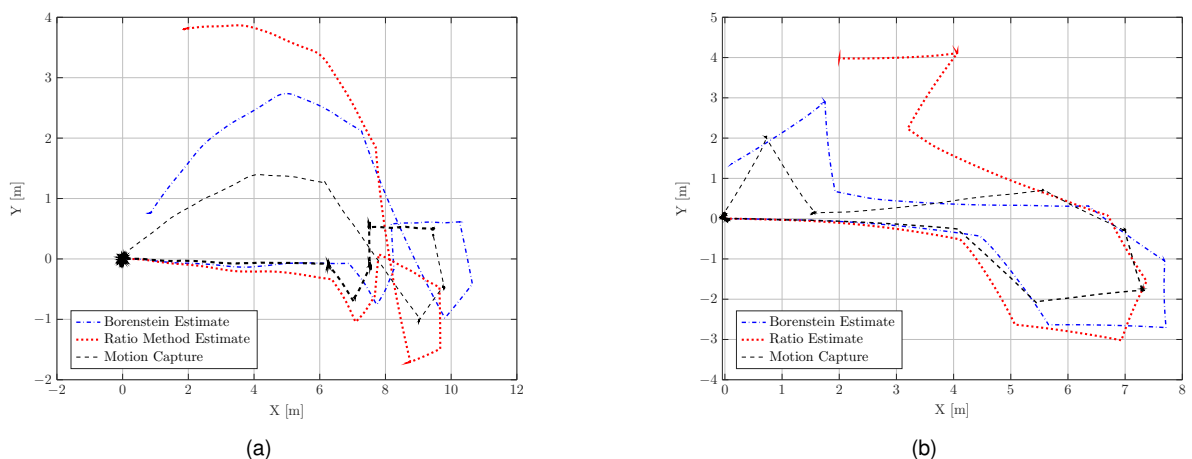 4
3
2
1
0
−1
−2
Y [m]
Borenstein Estimate
Ratio Method Estimate
Motion Capture
−2 0 2 4 6 8 10 12
X [m]
(a)
5
4
3
2
1
0
−1
−2
−3
−4
Y [m]
Borenstein Estimate
Ratio Estimate
Motion Capture
0 1 2 3 4 5 6 7 8
X [m]
(b)